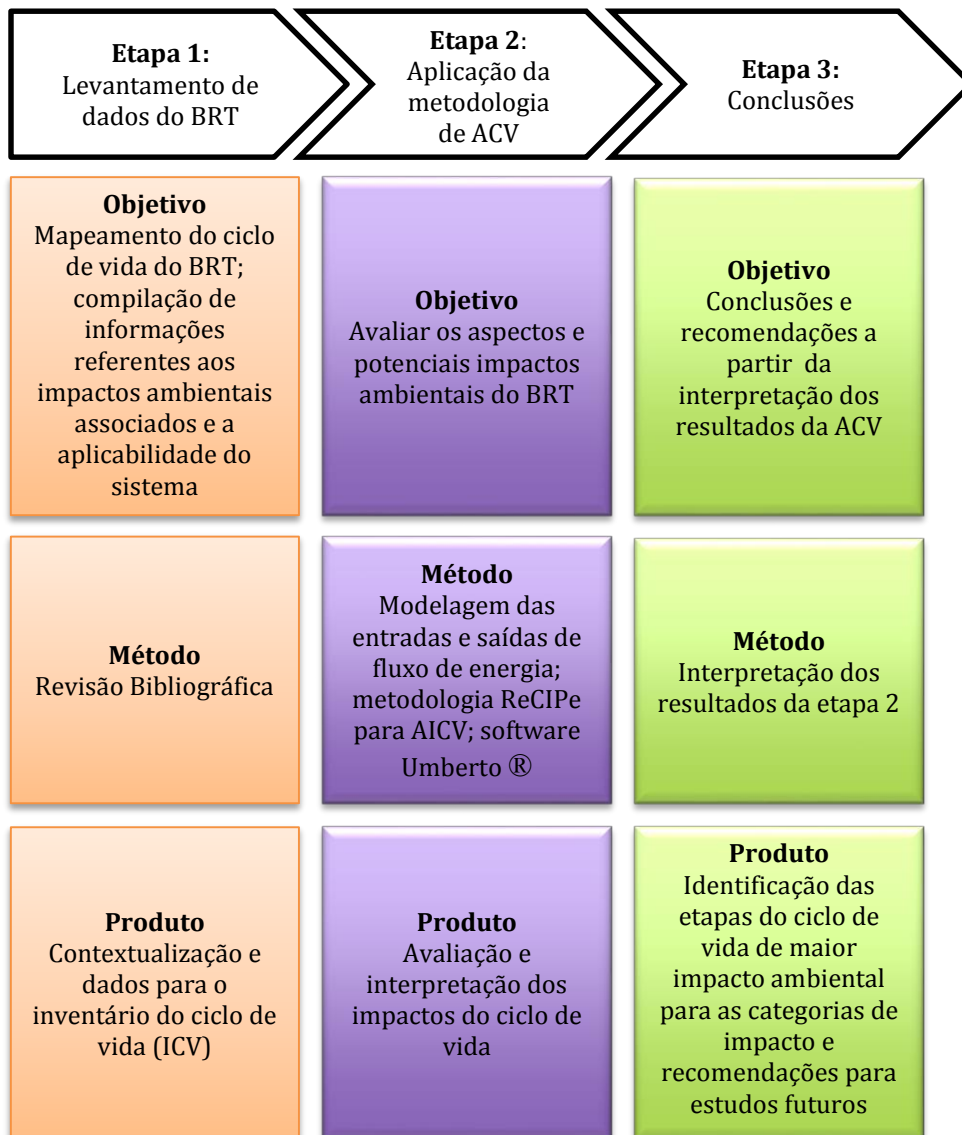 Etapa 1:
Levantamento de
dados do BRT
Etapa 2:
Aplicação da
metodologia
de ACV
Etapa 3:
Conclusões
Objetivo
Mapeamento do ciclo
de vida do BRT;
compilação de
informações
referentes aos
impactos ambientais
associados e a
aplicabilidade do
sistema
Objetivo
Avaliar os aspectos e
potenciais impactos
ambientais do BRT
Objetivo
Conclusões e
recomendações a
partir da
interpretação dos
resultados da ACV
Método
Revisão Bibliográfica
Método
Modelagem das
entradas e saídas de
fluxo de energia;
metodologia ReCIPe
para AICV; software
Umberto ®
Método
Interpretação dos
resultados da etapa 2
Produto
Contextualização e
dados para o
inventário do ciclo de
vida (ICV)
Produto
Avaliação e
interpretação dos
impactos do ciclo de
vida
Produto
Identificação das
etapas do ciclo de
vida de maior
impacto ambiental
para as categorias de
impacto e
recomendações para
estudos futuros